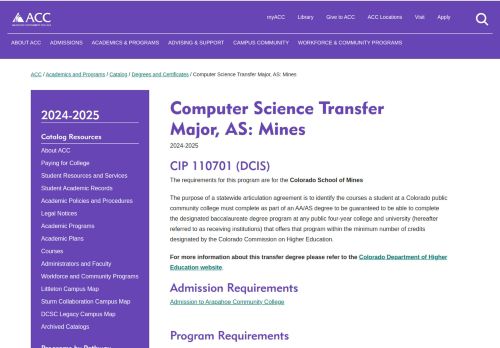 ACC
myACC Library Give to ACC ACC Locations Visit Apply
ABOUT ACC ADMISSIONS ACADEMICS & PROGRAMS ADVISING & SUPPORT CAMPUS COMMUNITY WORKFORCE & COMMUNITY PROGRAMS
ACC / Academics and Programs / Catalog / Degrees and Certificates / Computer Science Transfer Major, AS: Mines
2024-2025
Catalog Resources
About ACC
Paying for College
Student Resources and Services
Student Academic Records
Academic Policies and Procedures
Legal Notices
Academic Programs
Academic Plans
Courses
Administrators and Faculty
Workforce and Community Programs
Littleton Campus Map
Sturm Collaboration Campus Map
DCSC Legacy Campus Map
Archived Catalogs
Programs by Pathway
Computer Science Transfer
Major, AS: Mines
2024-2025
CIP 110701 (DCIS)
The requirements for this program are for the Colorado School of Mines
The purpose of a statewide articulation agreement is to identify the courses a student at a Colorado public
community college must complete as part of an AA/AS degree to be guaranteed to be able to complete
the designated baccalaureate degree program at any public four-year college and university (hereafter
referred to as receiving institutions) that offers that program within the minimum number of credits
designated by the Colorado Commission on Higher Education.
For more information about this transfer degree please refer to the Colorado Department of Higher
Education website.
Admission Requirements
Admission to Arapahoe Community College
Program Requirements